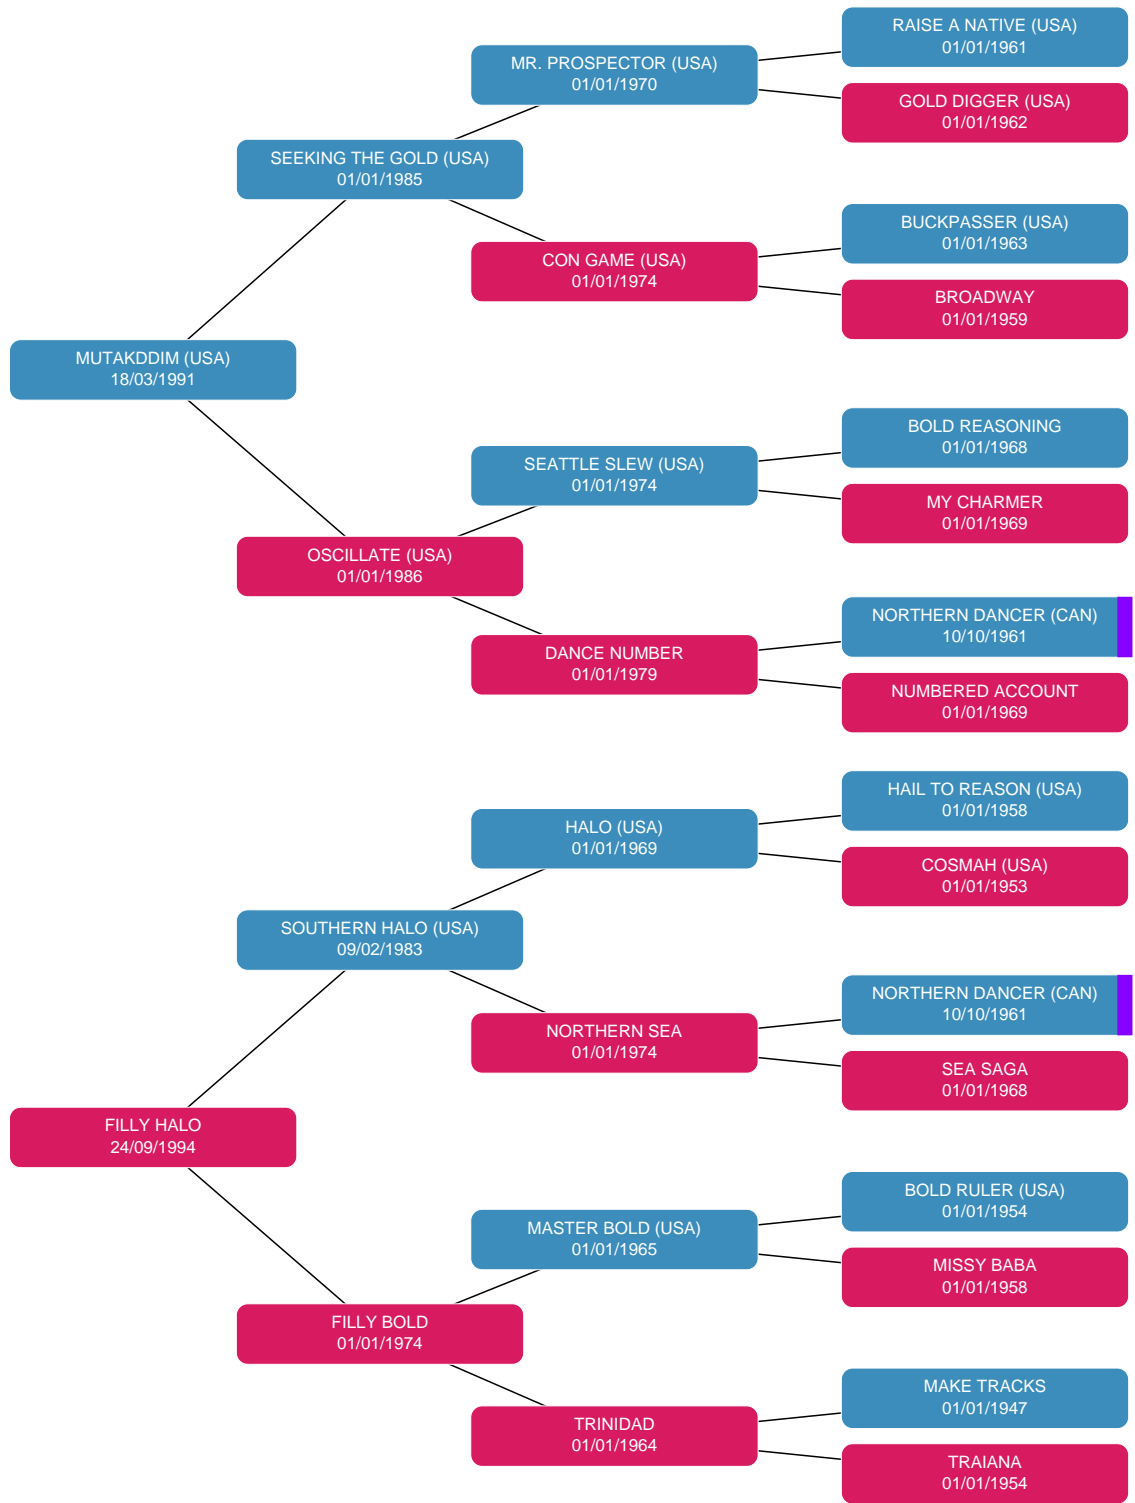 RAISE A NATIVE (USA)
01/01/1961
MR. PROSPECTOR (USA)
01/01/1970
GOLD DIGGER (USA)
01/01/1962
SEEKING THE GOLD (USA)
01/01/1985
BUCKPASSER (USA)
01/01/1963
CON GAME (USA)
01/01/1974
BROADWAY
01/01/1959
MUTAKDDIM (USA)
18/03/1991
BOLD REASONING
01/01/1968
SEATTLE SLEW (USA)
01/01/1974
MY CHARMER
01/01/1969
OSCILLATE (USA)
01/01/1986
NORTHERN DANCER (CAN)
10/10/1961
DANCE NUMBER
01/01/1979
NUMBERED ACCOUNT
01/01/1969
HAIL TO REASON (USA)
01/01/1958
HALO (USA)
01/01/1969
COSMAH (USA)
01/01/1953
SOUTHERN HALO (USA)
09/02/1983
NORTHERN DANCER (CAN)
10/10/1961
NORTHERN SEA
01/01/1974
SEA SAGA
01/01/1968
FILLY HALO
24/09/1994
BOLD RULER (USA)
01/01/1954
MASTER BOLD (USA)
01/01/1965
MISSY BABA
01/01/1958
FILLY BOLD
01/01/1974
MAKE TRACKS
01/01/1947
TRINIDAD
01/01/1964
TRAIANA
01/01/1954